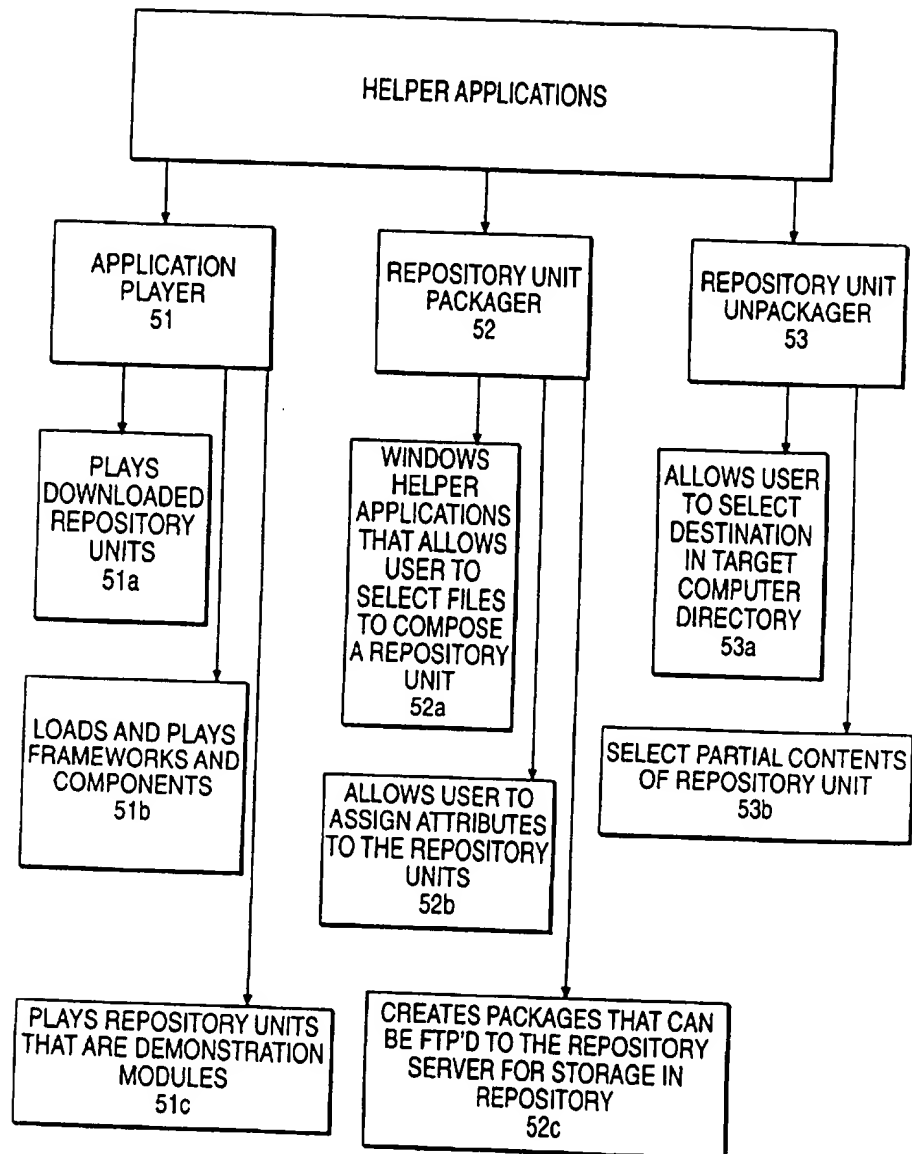 HELPER APPLICATIONS
APPLICATION
PLAYER
51
REPOSITORY UNIT
PACKAGER
52
REPOSITORY UNIT
UNPACKAGER
53
PLAYS
DOWNLOADED
REPOSITORY
UNITS
51a
WINDOWS
HELPER
APPLICATIONS
THAT ALLOWS
USER TO
SELECT FILES
TO COMPOSE
A REPOSITORY
UNIT
52a
ALLOWS USER
TO SELECT
DESTINATION
IN TARGET
COMPUTER
DIRECTORY
53a
LOADS AND PLAYS
FRAMEWORKS AND
COMPONENTS
51b
ALLOWS USER TO
ASSIGN ATTRIBUTES
TO THE REPOSITORY
UNITS
52b
SELECT PARTIAL CONTENTS
OF REPOSITORY UNIT
53b
PLAYS REPOSITORY UNITS
THAT ARE DEMONSTRATION
MODULES
51c
CREATES PACKAGES THAT CAN
BE FTP'D TO THE REPOSITORY
SERVER FOR STORAGE IN
REPOSITORY
52c